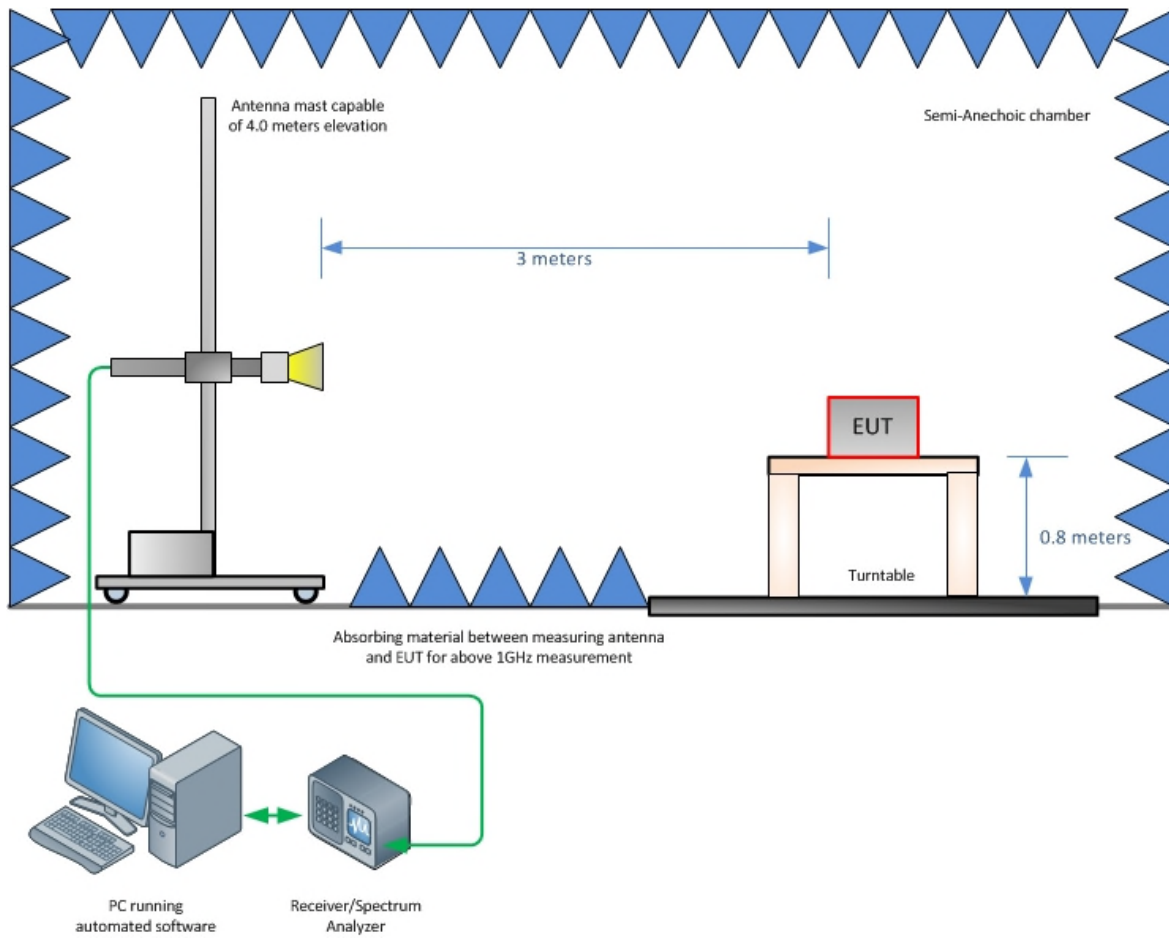 Antenna mast capable
of 4.0 meters elevation
Semi-Anechoic chamber
3 meters
EUT
0.8 meters
Turntable
Absorbing material between measuring antenna
and EUT for above 1GHz measurement
PC running
automated software
Receiver/Spectrum
Analyzer